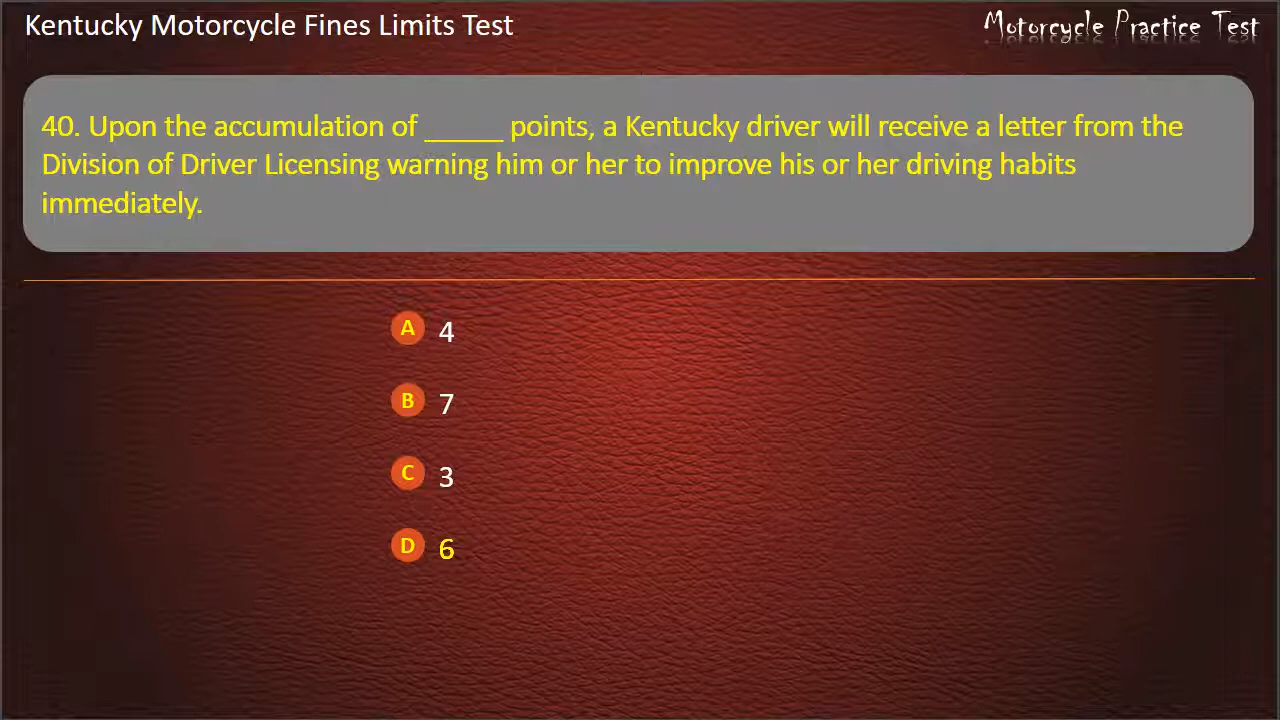 Kentucky Motorcycle Fines Limits Test
Motorcycle Practice Test
40. Upon the accumulation of _____ points, a Kentucky driver will receive a letter from the
Division of Driver Licensing warning him or her to improve his or her driving habits
immediately.
A 4
B 7
C 3
D 6